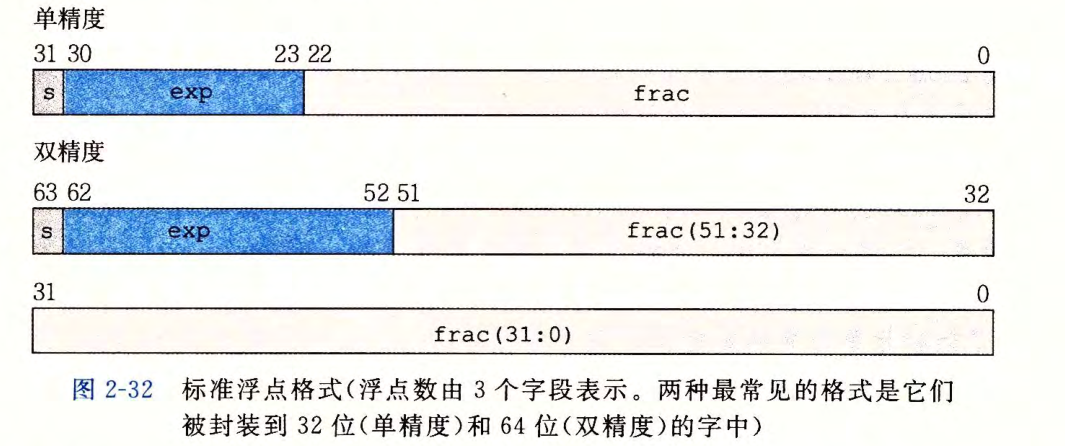 单精度
31 30 23 22 0
s exp frac
双精度
63 62 52 51 32
s exp frac(51:32)
31 0
frac(31:0)
图 2-32 标准浮点格式(浮点数由 3 个字段表示。两种最常见的格式是它们
被封装到 32 位(单精度)和 64 位(双精度)的字中)